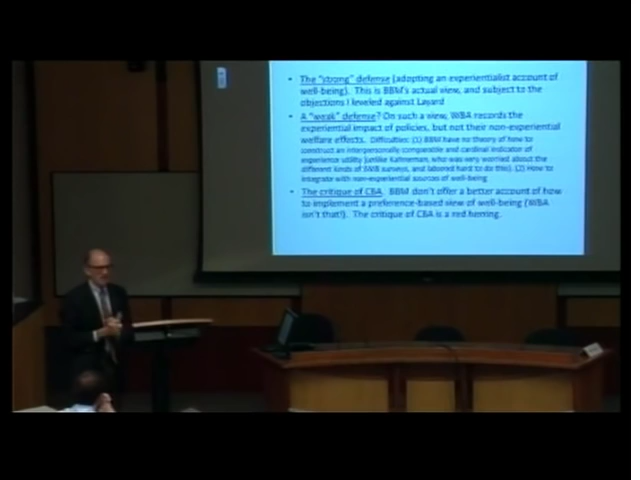 • The "strong" defense (adopting an experientialist account of
well-being). This is BBM's actual view, and subject to the
objections I leveled against Layard
• A "weak" defense? On such a view, WBA records the
experiential impact of policies, but not their non-experiential
welfare effects. Difficulties: (1) BBM have no theory of how to
construct an interpersonally comparable and cardinal indicator of
experience utility (unlike Kahneman, who was very worried about the
different kinds of SWB surveys, and labored hard to do this). (2) How to
integrate with non-experiential sources of well-being
• The critique of CBA. BBM don't offer a better account of how
to implement a preference-based view of well-being (WBA
isn't that!). The critique of CBA is a red herring.